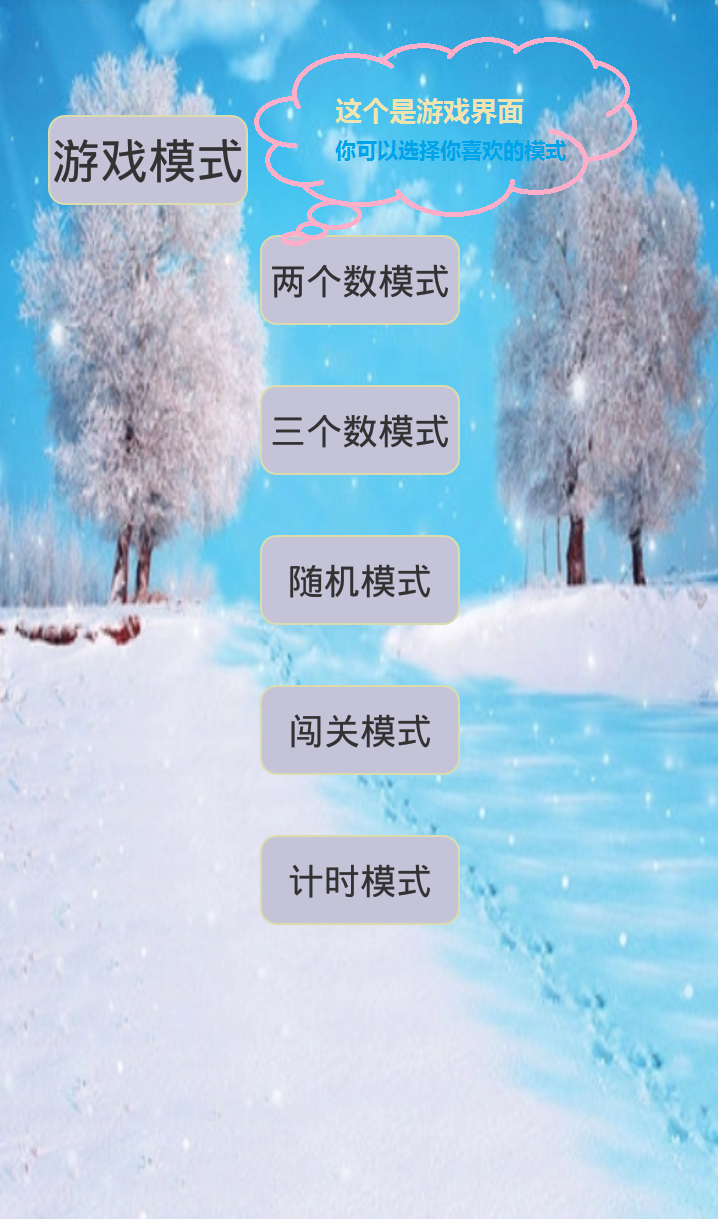 这个是游戏界面
你可以选择你喜欢的模式
游戏模式
两个数模式
三个数模式
随机模式
闯关模式
计时模式